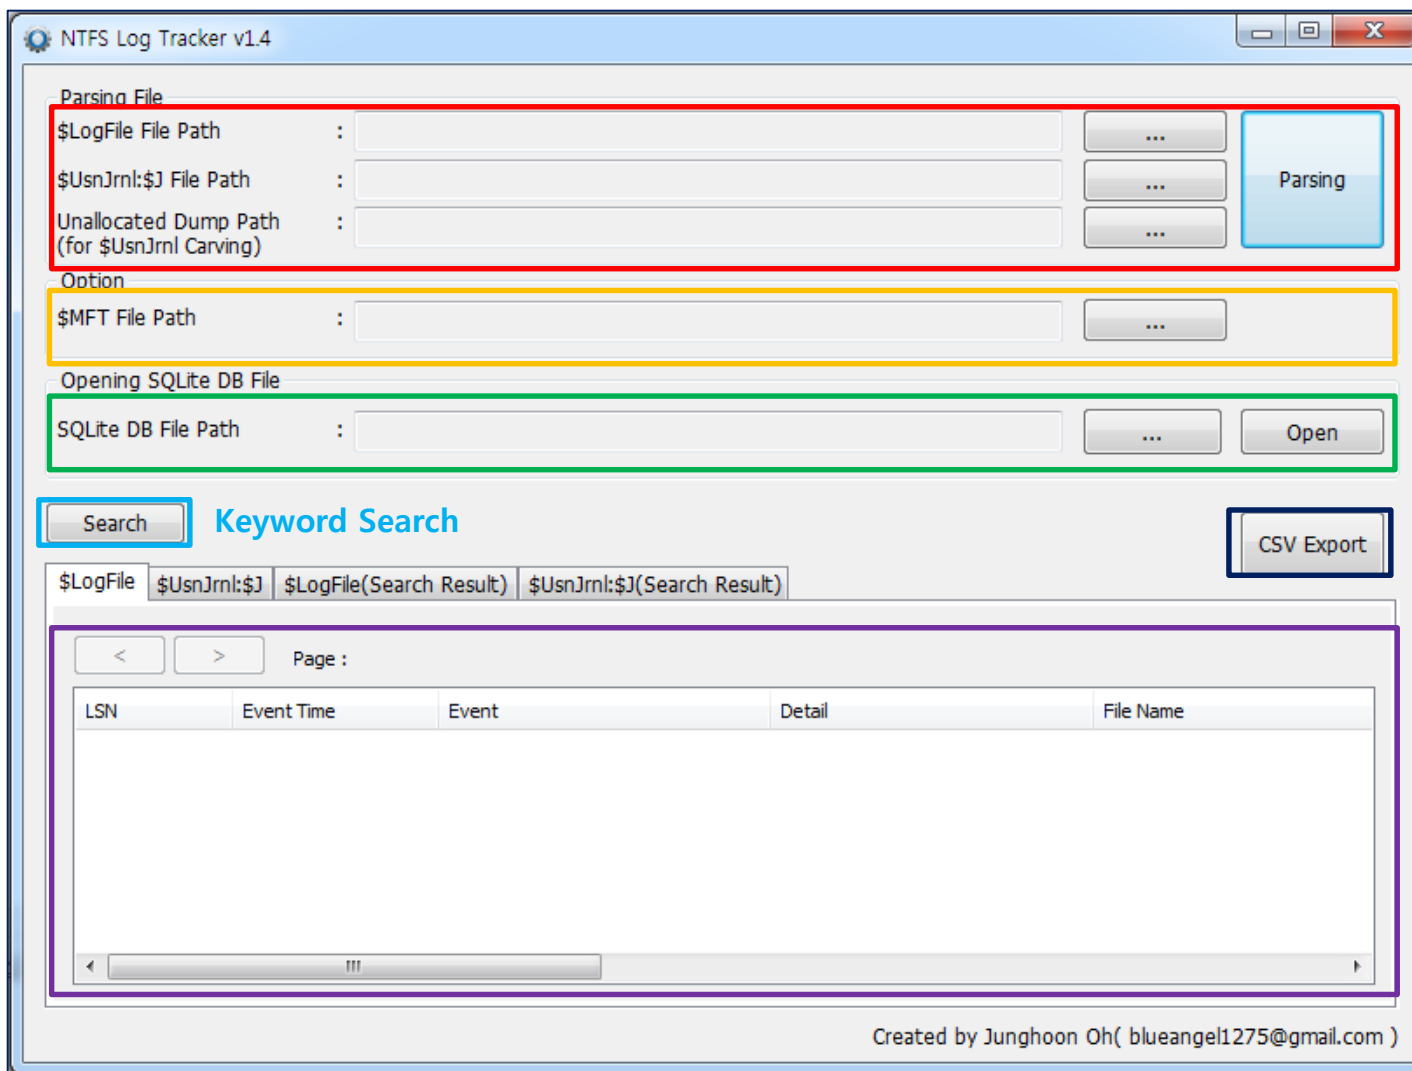 NTFS Log Tracker v1.4
Parsing File
$LogFile File Path :
...
$UsnJrnl:$J File Path :
...
Parsing
Unallocated Dump Path :
(for $UsnJrnl Carving)
...
Option
$MFT File Path :
...
Opening SQLite DB File
SQLite DB File Path :
...
Open
Search
Keyword Search
CSV Export
$LogFile $UsnJrnl:$J $LogFile(Search Result) $UsnJrnl:$J(Search Result)
< > Page :
LSN Event Time Event Detail File Name
Created by Junghoon Oh( blueangel1275@gmail.com )